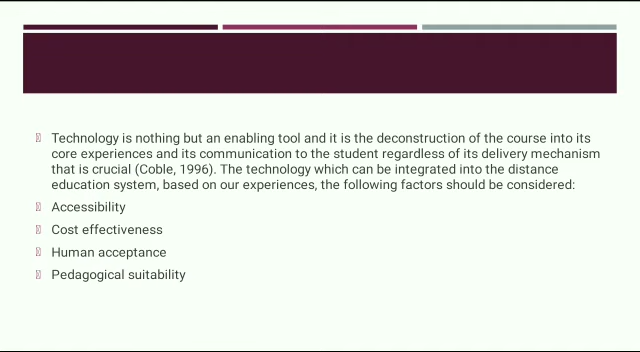 Technology is nothing but an enabling tool and it is the deconstruction of the course into its
core experiences and its communication to the student regardless of its delivery mechanism
that is crucial (Coble, 1996). The technology which can be integrated into the distance
education system, based on our experiences, the following factors should be considered:
Accessibility
Cost effectiveness
Human acceptance
Pedagogical suitability